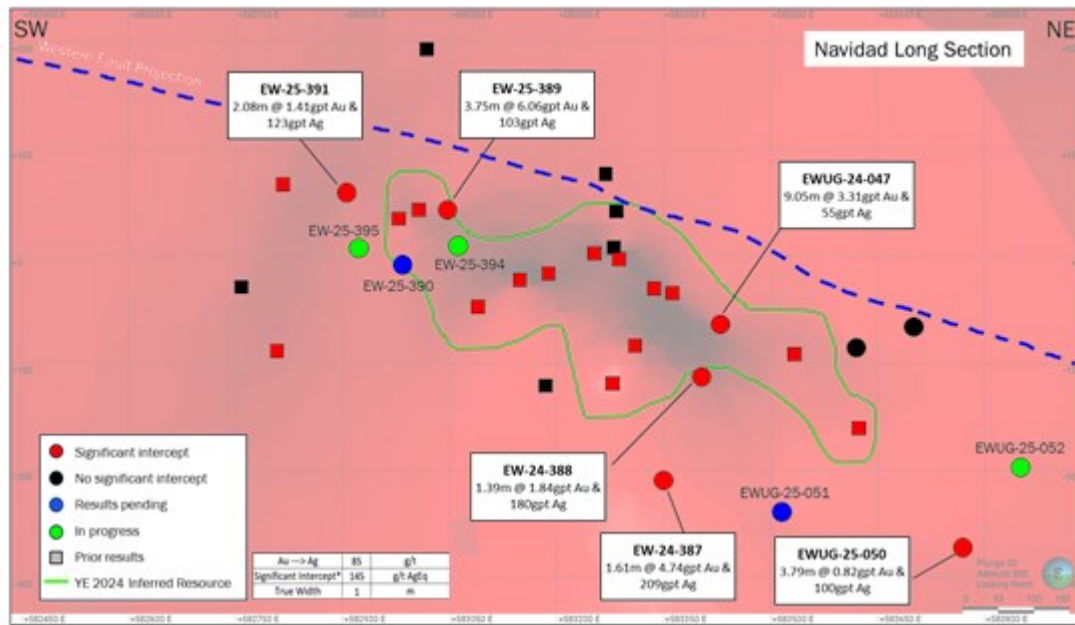 SW
NE
Navidad Long Section
Western Fault Projection
EW-25-391
2.08m @ 1.41gpt Au &
123gpt Ag
EW-25-389
3.75m @ 6.06gpt Au &
103gpt Ag
EWUG-24-047
9.05m @ 3.31gpt Au &
55gpt Ag
EW-25-395
EW-25-394
EW-25-390
EW-24-388
1.39m @ 1.84gpt Au &
180gpt Ag
EWUG-25-052
EWUG-25-051
EW-24-387
1.61m @ 4.74gpt Au &
209gpt Ag
EWUG-25-050
3.79m @ 0.82gpt Au &
100gpt Ag
Significant intercept
No significant intercept
Results pending
In progress
Prior results
YE 2024 Inferred Resource
Au ---> Ag 85 g/t
Significant Intercept* 145 g/t AgEq
True Width 1 m